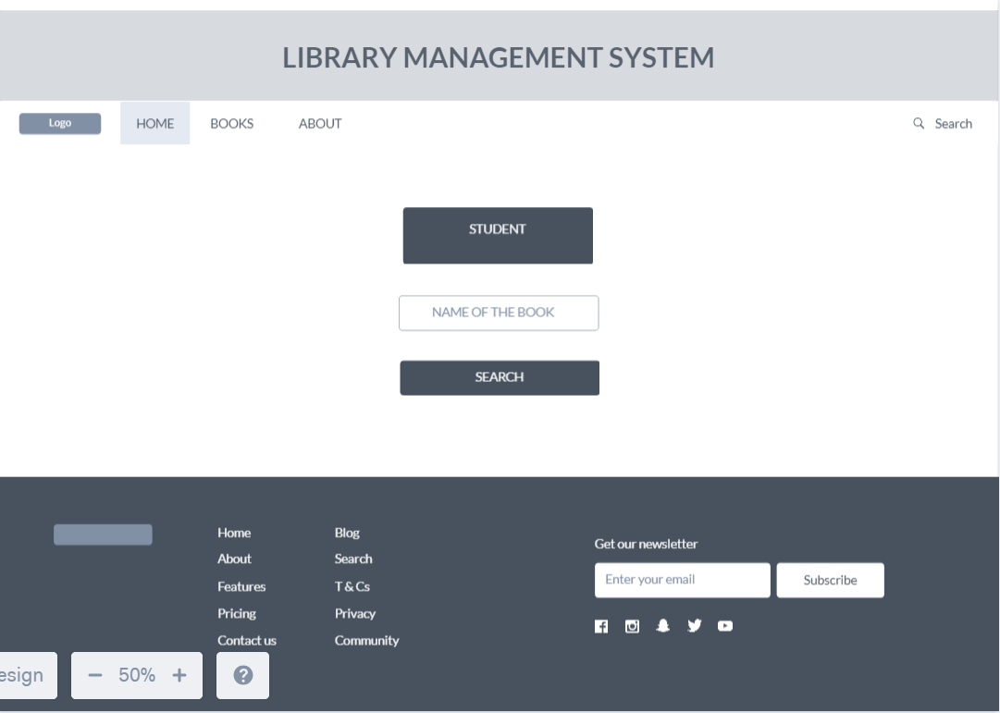 LIBRARY MANAGEMENT SYSTEM
Logo
HOME
BOOKS
ABOUT
Search
STUDENT
NAME OF THE BOOK
SEARCH
Home
About
Features
Pricing
Contact us
Blog
Search
T & Cs
Privacy
Community
Get our newsletter
Enter your email
Subscribe
esign
− 50% +
?